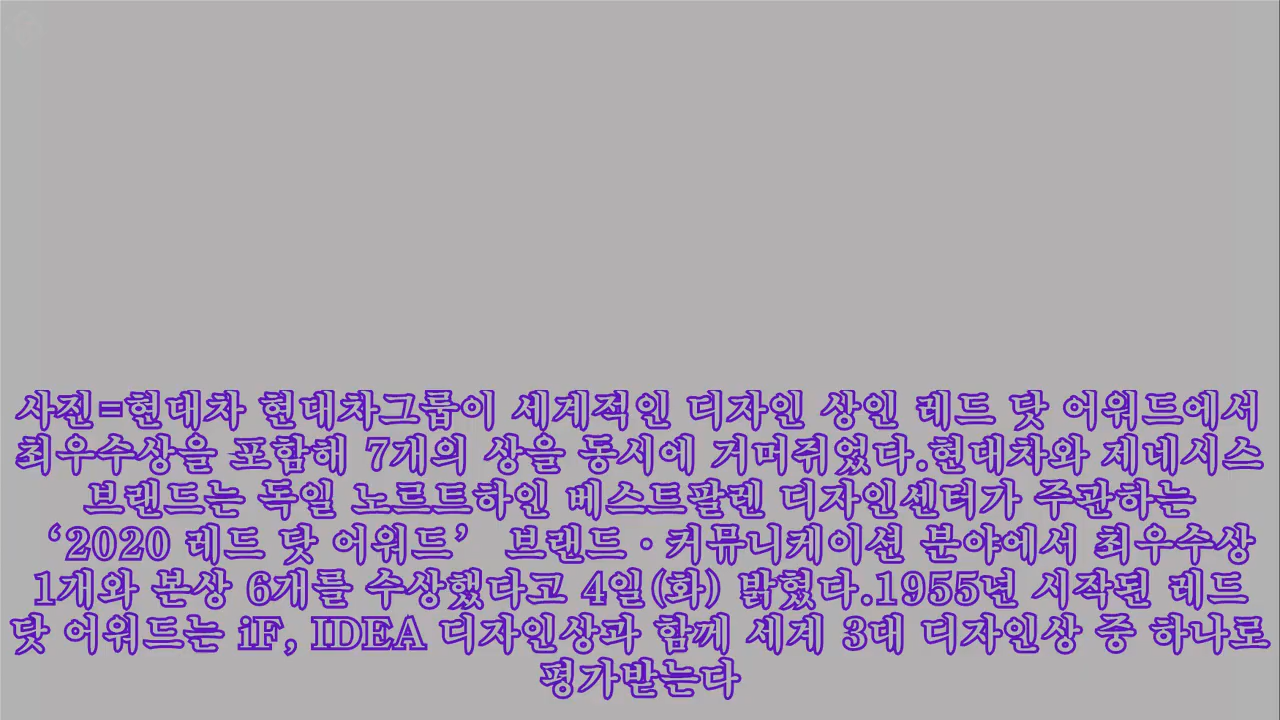 사진=현대차 현대차그룹이 세계적인 디자인 상인 레드 닷 어워드에서
최우수상을 포함해 7개의 상을 동시에 거머쥐었다.현대차와 제네시스
브랜드는 독일 노르트하인 베스트팔렌 디자인센터가 주관하는
‘2020 레드 닷 어워드’ 브랜드·커뮤니케이션 분야에서 최우수상
1개와 본상 6개를 수상했다고 4일(화) 밝혔다.1955년 시작된 레드
닷 어워드는 iF, IDEA 디자인상과 함께 세계 3대 디자인상 중 하나로
평가받는다